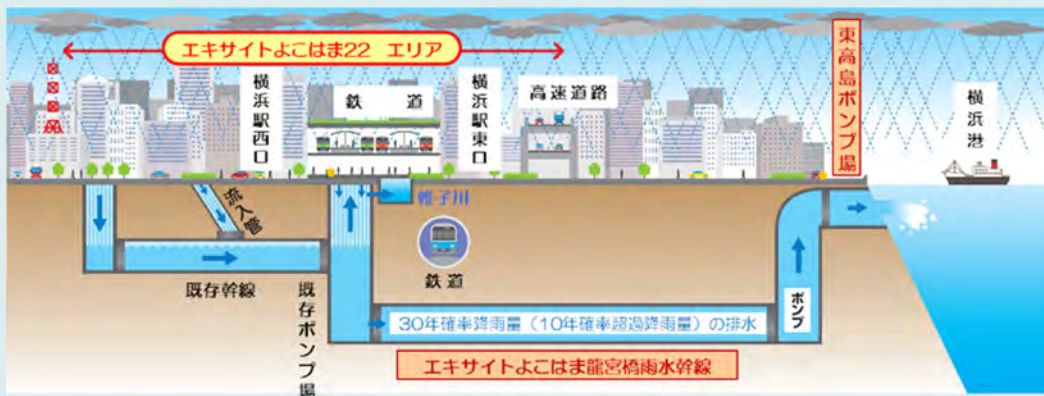 エキサイトよこはま22 エリア
横浜駅西口
鉄道
横浜駅東口
高速道路
東高島ポンプ場
横浜港
流入管
帷子川
鉄道
既存幹線
既存ポンプ場
ポンプ
30年確率降雨量（10年確率超過降雨量）の排水
エキサイトよこはま龍宮橋雨水幹線